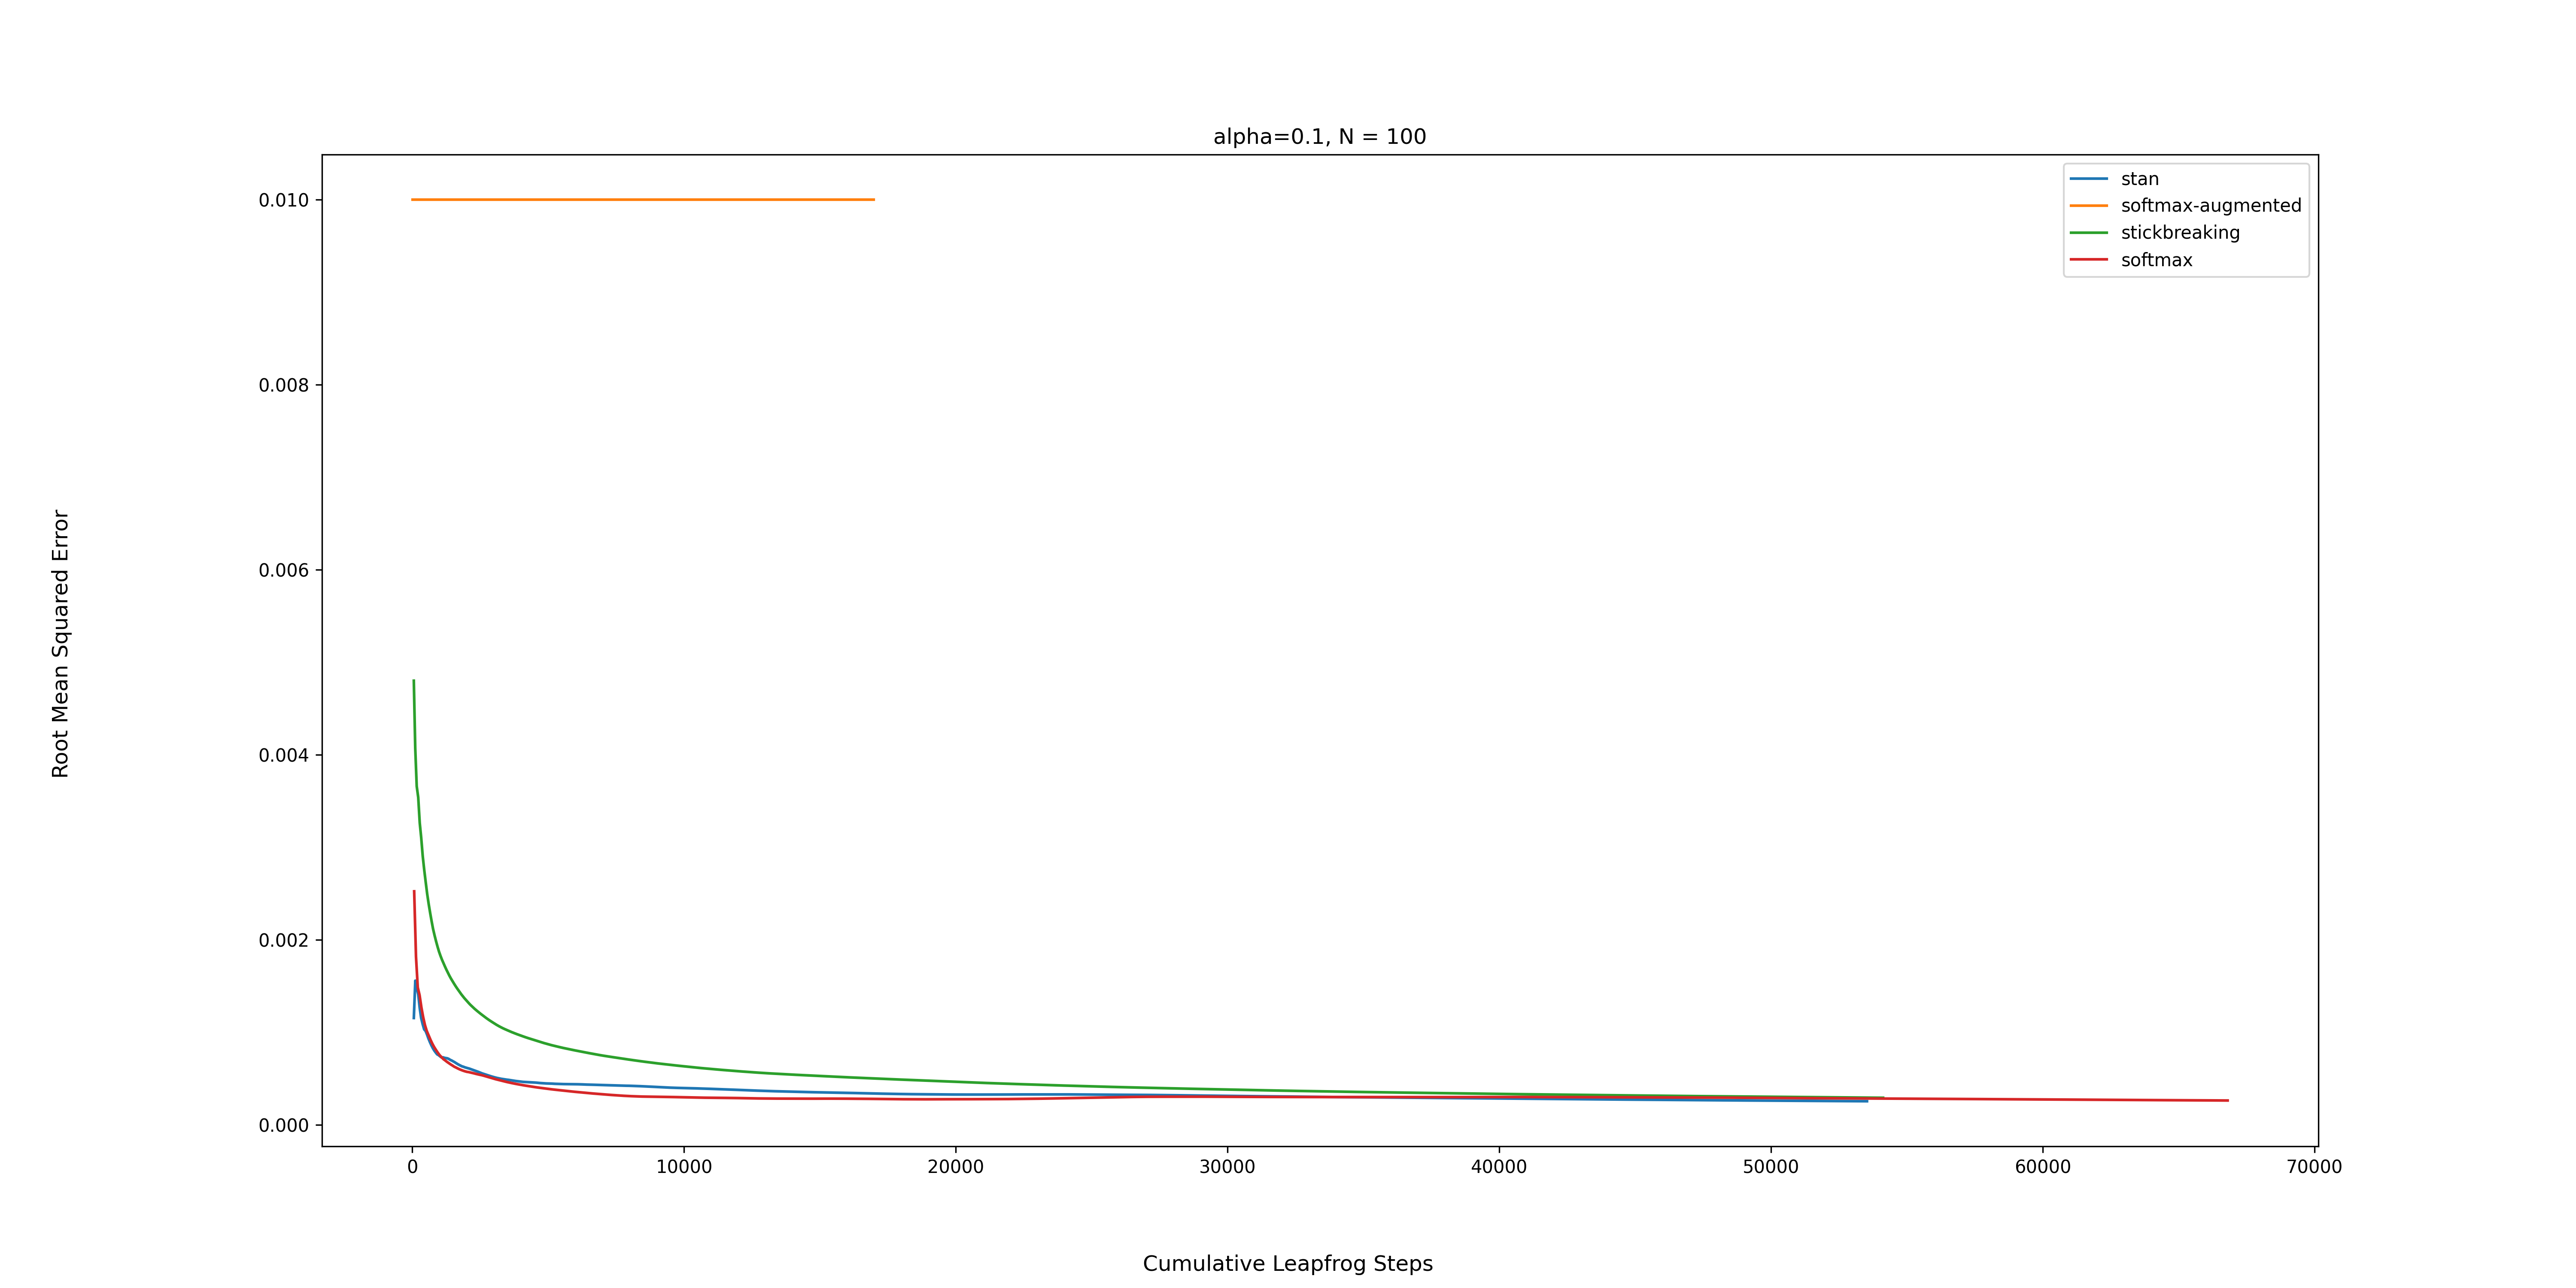 alpha=0.1, N = 100
stan
softmax-augmented
stickbreaking
softmax
0.010
0.008
0.006
0.004
0.002
0.000
Root Mean Squared Error
0 10000 20000 30000 40000 50000 60000 70000
Cumulative Leapfrog Steps